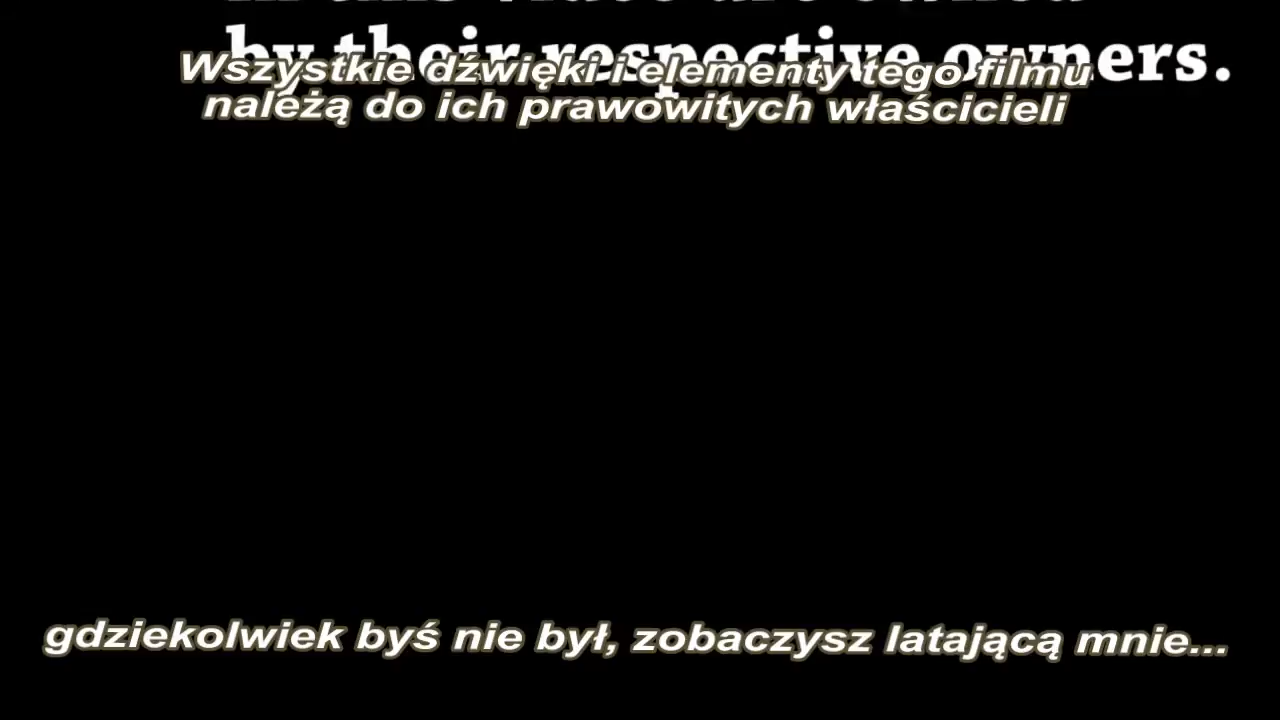 by their respective owners.
Wszystkie dźwięki i elementy tego filmu
należą do ich prawowitych właścicieli
gdziekolwiek byś nie był, zobaczysz latającą mnie...